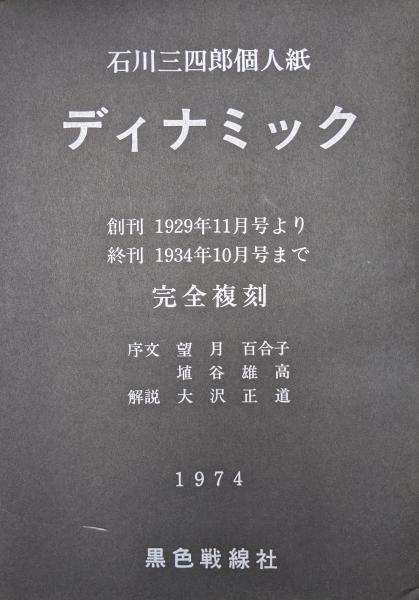 石川三四郎個人紙
ディナミック
創刊 1929年11月号より
終刊 1934年10月号まで
完全複刻
序文 望月百合子
埴谷雄高
解説 大沢正道
1974
黒色戦線社